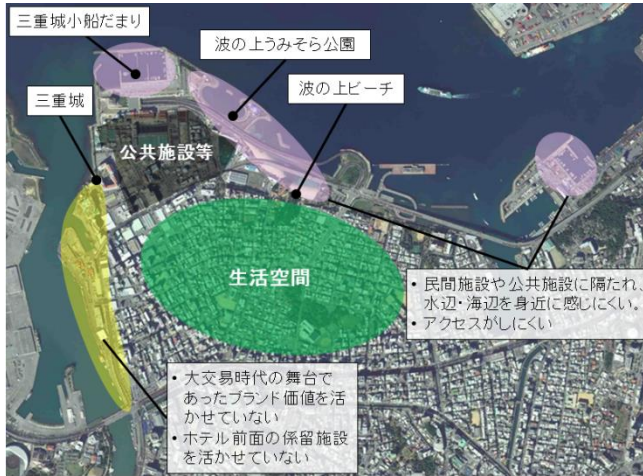 三重城小船だまり
波の上うみそら公園
波の上ビーチ
三重城
公共施設等
生活空間
• 民間施設や公共施設に隔たれ、
水辺・海辺を身近に感じにくい。
• アクセスがしにくい
• 大交易時代の舞台で
あったブランド価値を活
かせていない
• ホテル前面の係留施設
を活かせていない